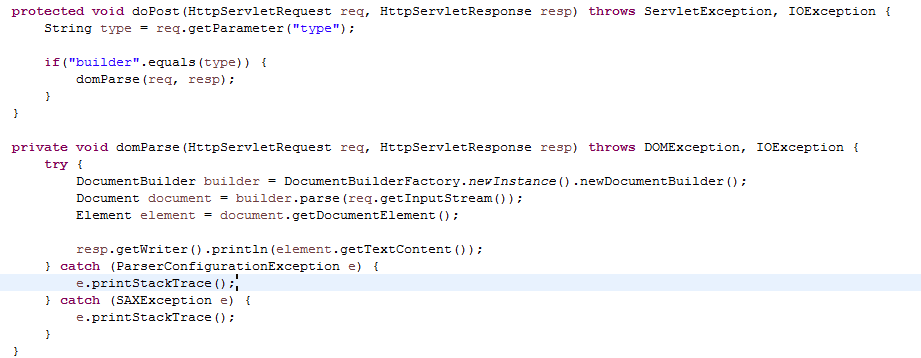 protected void doPost(HttpServletRequest req, HttpServletResponse resp) throws ServletException, IOException {
    String type = req.getParameter("type");

    if("builder".equals(type)) {
        domParse(req, resp);
    }
}

private void domParse(HttpServletRequest req, HttpServletResponse resp) throws DOMException, IOException {
    try {
        DocumentBuilder builder = DocumentBuilderFactory.newInstance().newDocumentBuilder();
        Document document = builder.parse(req.getInputStream());
        Element element = document.getDocumentElement();

        resp.getWriter().println(element.getTextContent());
    } catch (ParserConfigurationException e) {
        e.printStackTrace();
    } catch (SAXException e) {
        e.printStackTrace();
    }
}